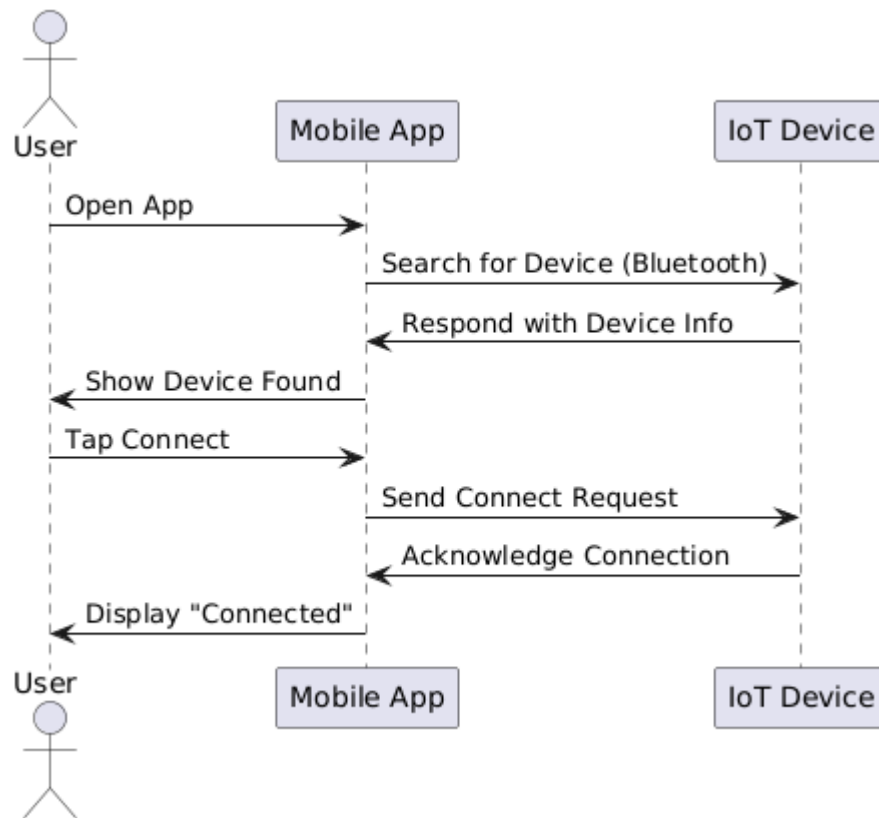 User
Mobile App
IoT Device
Open App
Search for Device (Bluetooth)
Respond with Device Info
Show Device Found
Tap Connect
Send Connect Request
Acknowledge Connection
Display "Connected"
User
Mobile App
IoT Device